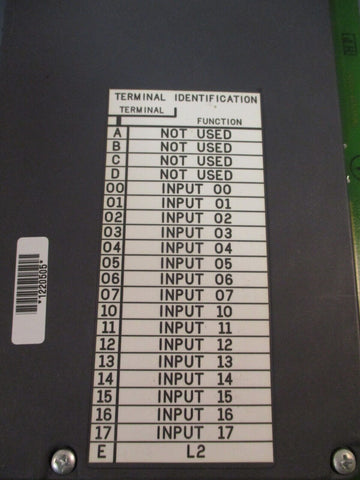 TERMINAL IDENTIFICATION
TERMINAL
FUNCTION
A NOT USED
B NOT USED
C NOT USED
D NOT USED
00 INPUT 00
01 INPUT 01
02 INPUT 02
03 INPUT 03
04 INPUT 04
05 INPUT 05
06 INPUT 06
07 INPUT 07
10 INPUT 10
11 INPUT 11
12 INPUT 12
13 INPUT 13
14 INPUT 14
15 INPUT 15
16 INPUT 16
17 INPUT 17
E L2
*1220505*